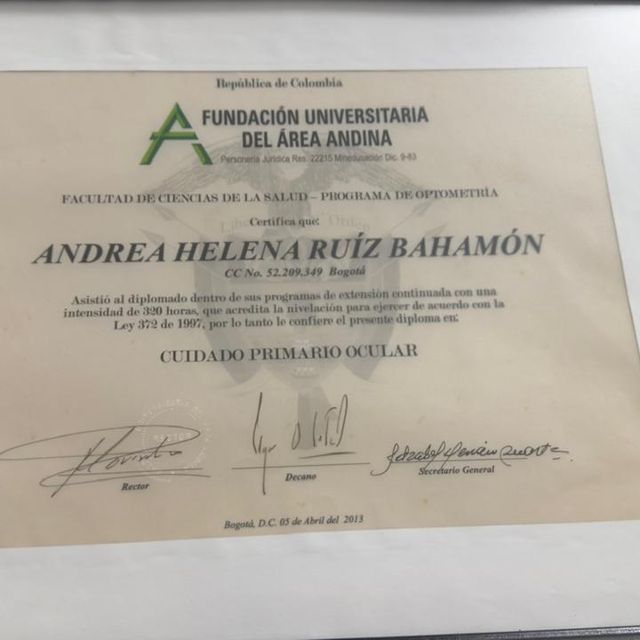 República de Colombia
FUNDACIÓN UNIVERSITARIA
DEL ÁREA ANDINA
Personería Jurídica Res. 22215 Mineducación Dic. 9-83
FACULTAD DE CIENCIAS DE LA SALUD – PROGRAMA DE OPTOMETRÍA
Certifica que:
ANDREA HELENA RUÍZ BAHAMÓN
CC No. 52.209.349 Bogotá
Asistió al diplomado dentro de sus programas de extensión continuada con una
intensidad de 320 horas, que acredita la nivelación para ejercer de acuerdo con la
Ley 372 de 1997, por lo tanto le confiere el presente diploma en:
CUIDADO PRIMARIO OCULAR
Rector
Decano
Secretario General
Bogotá, D.C. 05 de Abril del 2013